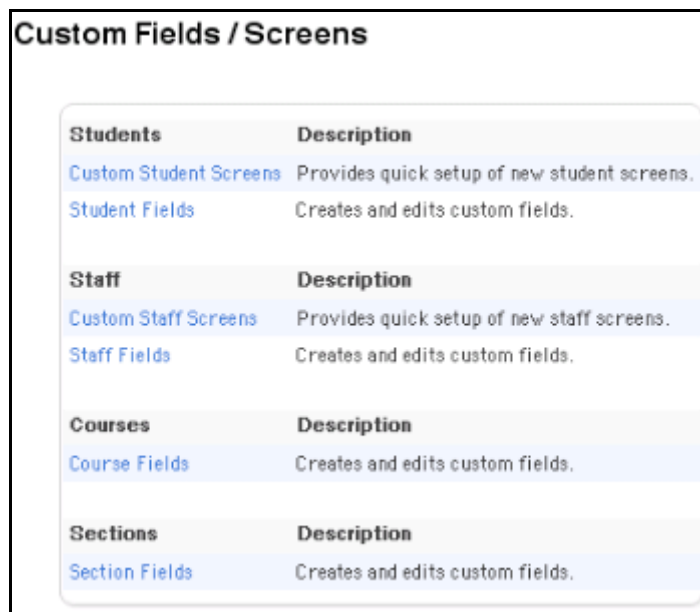 Custom Fields / Screens
Students Description
Custom Student Screens Provides quick setup of new student screens.
Student Fields Creates and edits custom fields.
Staff Description
Custom Staff Screens Provides quick setup of new staff screens.
Staff Fields Creates and edits custom fields.
Courses Description
Course Fields Creates and edits custom fields.
Sections Description
Section Fields Creates and edits custom fields.